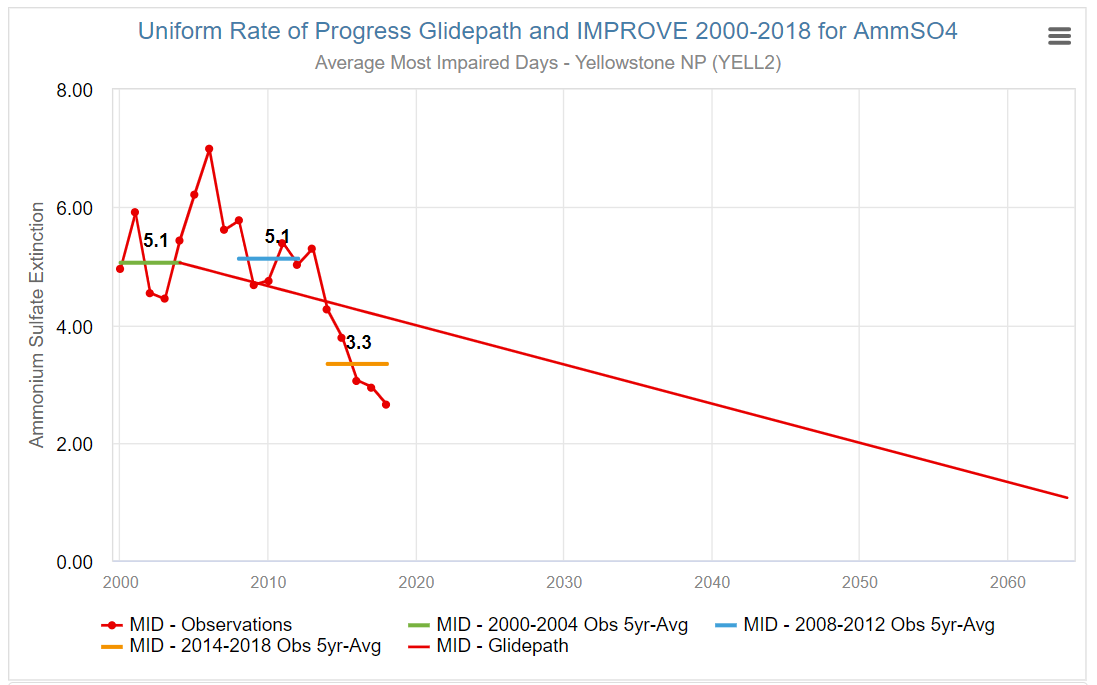 Uniform Rate of Progress Glidepath and IMPROVE 2000-2018 for AmmSO4
Average Most Impaired Days - Yellowstone NP (YELL2)
8.00
6.00
4.00
2.00
0.00
Ammonium Sulfate Extinction
5.1
5.1
3.3
2000 2010 2020 2030 2040 2050 2060
MID - Observations MID - 2000-2004 Obs 5yr-Avg MID - 2008-2012 Obs 5yr-Avg
MID - 2014-2018 Obs 5yr-Avg MID - Glidepath